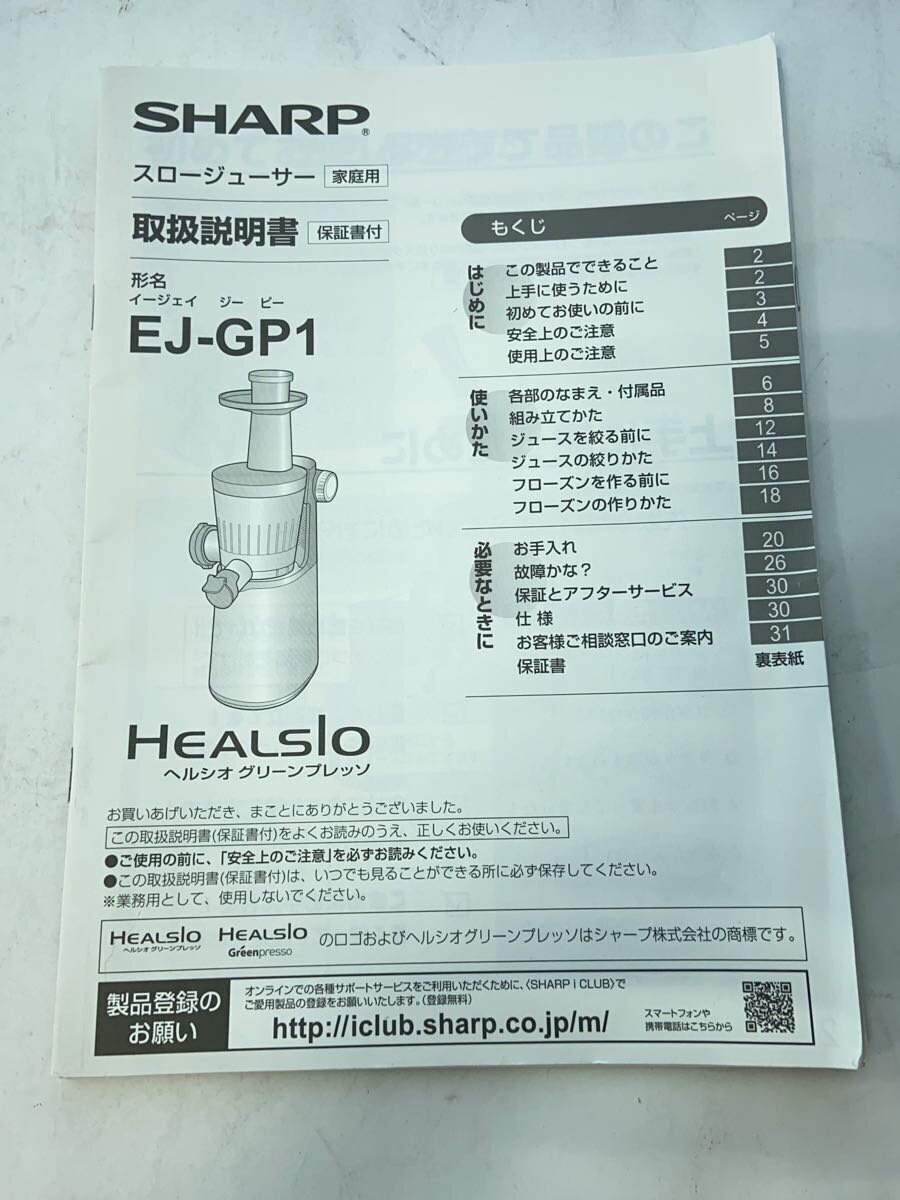 SHARP®
スロージューサー 家庭用
取扱説明書 保証書付
形名
イージェイ ジー ピー
EJ-GP1
HEALSIO
ヘルシオ グリーンプレッソ
もくじ ページ
はじめに
この製品でできること 2
上手に使うために 2
初めてお使いの前に 3
安全上のご注意 4
使用上のご注意 5
使いかた
各部のなまえ・付属品 6
組み立てかた 8
ジュースを絞る前に 12
ジュースの絞りかた 14
フローズンを作る前に 16
フローズンの作りかた 18
必要なときに
お手入れ 20
故障かな？ 26
保証とアフターサービス 30
仕様 30
お客様ご相談窓口のご案内 31
保証書 裏表紙
お買いあげいただき、まことにありがとうございました。
この取扱説明書(保証書付)をよくお読みのうえ、正しくお使いください。
●ご使用の前に、「安全上のご注意」を必ずお読みください。
●この取扱説明書(保証書付)は、いつでも見ることができる所に必ず保存してください。
※業務用として、使用しないでください。
HEALSIO ヘルシオ グリーンプレッソ HEALSIO Greenpresso のロゴおよびヘルシオグリーンプレッソはシャープ株式会社の商標です。
製品登録の
お願い
オンラインでの各種サポートサービスをご利用いただくために、〈SHARP i CLUB〉で
ご愛用製品の登録をお願いいたします。(登録無料)
http://iclub.sharp.co.jp/m/
スマートフォンや
携帯電話はこちらから